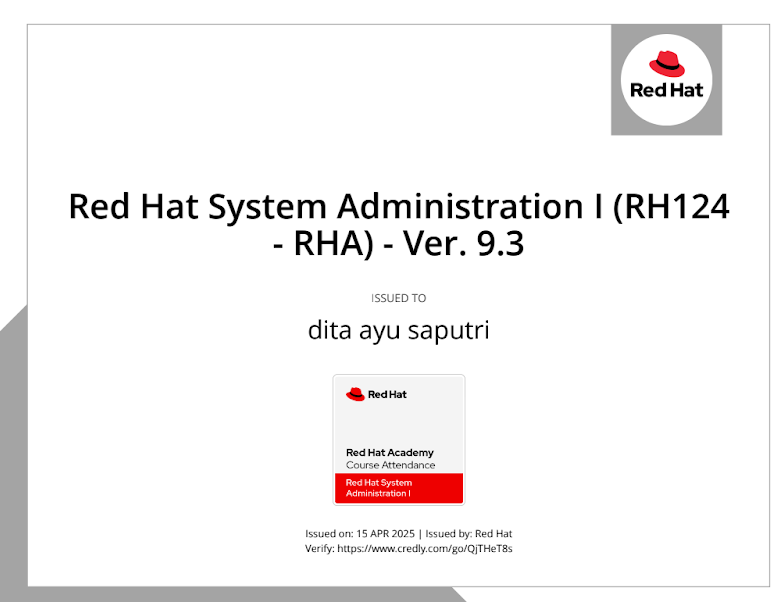 Red Hat
Red Hat System Administration I (RH124
- RHA) - Ver. 9.3
ISSUED TO
dita ayu saputri
Red Hat
Red Hat Academy
Course Attendance
Red Hat System
Administration I
Issued on: 15 APR 2025 | Issued by: Red Hat
Verify: https://www.credly.com/go/QjTHeT8s